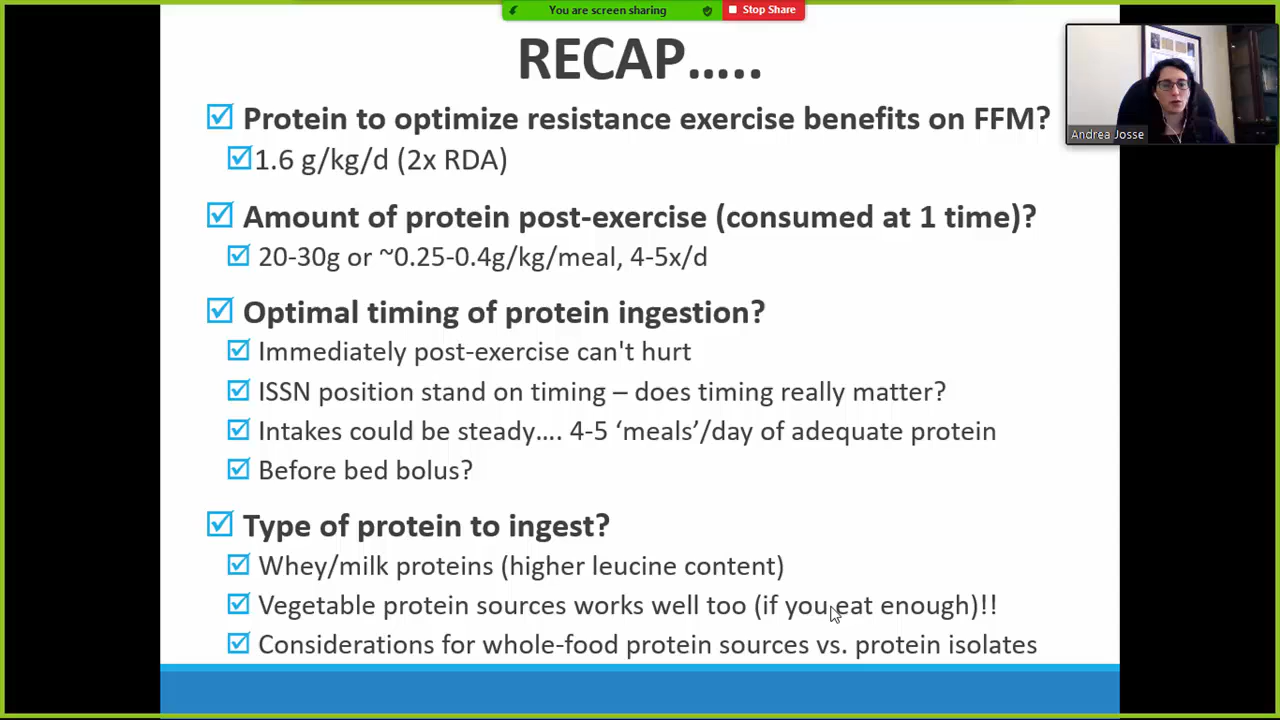 You are screen sharing
Stop Share
RECAP.....
Andrea Josse
Protein to optimize resistance exercise benefits on FFM?
1.6 g/kg/d (2x RDA)
Amount of protein post-exercise (consumed at 1 time)?
20-30g or ~0.25-0.4g/kg/meal, 4-5x/d
Optimal timing of protein ingestion?
Immediately post-exercise can't hurt
ISSN position stand on timing – does timing really matter?
Intakes could be steady.... 4-5 ‘meals’/day of adequate protein
Before bed bolus?
Type of protein to ingest?
Whey/milk proteins (higher leucine content)
Vegetable protein sources works well too (if you eat enough)!!
Considerations for whole-food protein sources vs. protein isolates